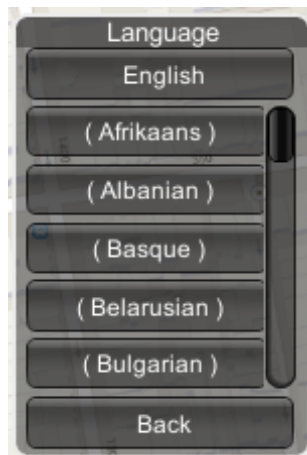 Language
English
( Afrikaans )
( Albanian )
( Basque )
( Belarusian )
( Bulgarian )
Back